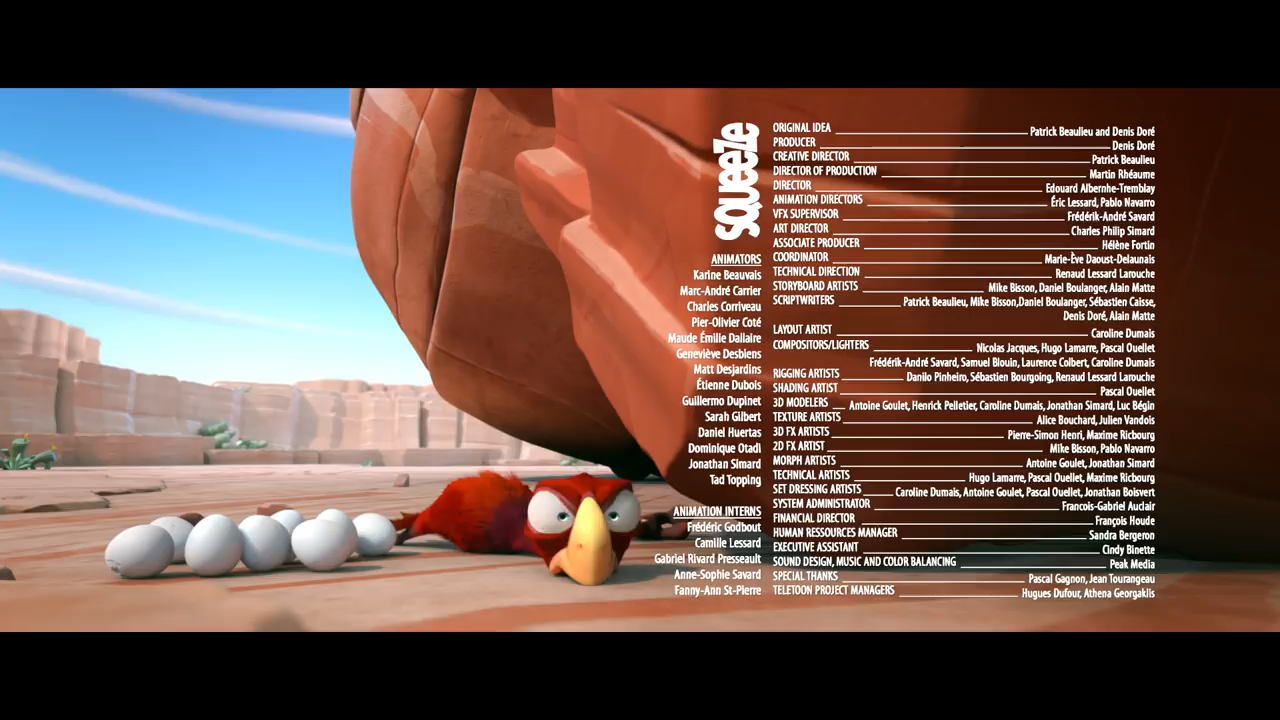 squeeze
ANIMATORS
Karine Beauvais
Marc-André Carrier
Charles Corriveau
Pier-Olivier Coté
Maude Émilie Dallaire
Geneviève Desbiens
Matt Desjardins
Étienne Dubois
Guillermo Dupinet
Sarah Gilbert
Daniel Huertas
Dominique Otadi
Jonathan Simard
Tad Topping
ANIMATION INTERNS
Frédéric Godbout
Camille Lessard
Gabriel Rivard Presseault
Anne-Sophie Savard
Fanny-Ann St-Pierre
ORIGINAL IDEA Patrick Beaulieu and Denis Doré
PRODUCER Denis Doré
CREATIVE DIRECTOR Patrick Beaulieu
DIRECTOR OF PRODUCTION Martin Rhéaume
DIRECTOR Edouard Albernhe-Tremblay
ANIMATION DIRECTORS Éric Lessard, Pablo Navarro
VFX SUPERVISOR Frédérik-André Savard
ART DIRECTOR Charles Philip Simard
ASSOCIATE PRODUCER Hélène Fortin
COORDINATOR Marie-Ève Daoust-Delaunais
TECHNICAL DIRECTION Renaud Lessard Larouche
STORYBOARD ARTISTS Mike Bisson, Daniel Boulanger, Alain Matte
SCRIPTWRITERS Patrick Beaulieu, Mike Bisson,Daniel Boulanger, Sébastien Caisse,
Denis Doré, Alain Matte
LAYOUT ARTIST Caroline Dumais
COMPOSITORS/LIGHTERS Nicolas Jacques, Hugo Lamarre, Pascal Ouellet
Frédérik-André Savard, Samuel Blouin, Laurence Colbert, Caroline Dumais
RIGGING ARTISTS Danilo Pinheiro, Sébastien Bourgoing, Renaud Lessard Larouche
SHADING ARTIST Pascal Ouellet
3D MODELERS Antoine Goulet, Henrick Pelletier, Caroline Dumais, Jonathan Simard, Luc Bégin
TEXTURE ARTISTS Alice Bouchard, Julien Vandois
3D FX ARTISTS Pierre-Simon Henri, Maxime Ricbourg
2D FX ARTIST Mike Bisson, Pablo Navarro
MORPH ARTISTS Antoine Goulet, Jonathan Simard
TECHNICAL ARTISTS Hugo Lamarre, Pascal Ouellet, Maxime Ricbourg
SET DRESSING ARTISTS Caroline Dumais, Antoine Goulet, Pascal Ouellet, Jonathan Boisvert
SYSTEM ADMINISTRATOR Francois-Gabriel Auclair
FINANCIAL DIRECTOR François Houde
HUMAN RESSOURCES MANAGER Sandra Bergeron
EXECUTIVE ASSISTANT Cindy Binette
SOUND DESIGN, MUSIC AND COLOR BALANCING Peak Media
SPECIAL THANKS Pascal Gagnon, Jean Tourangeau
TELETOON PROJECT MANAGERS Hugues Dufour, Athena Georgaklis